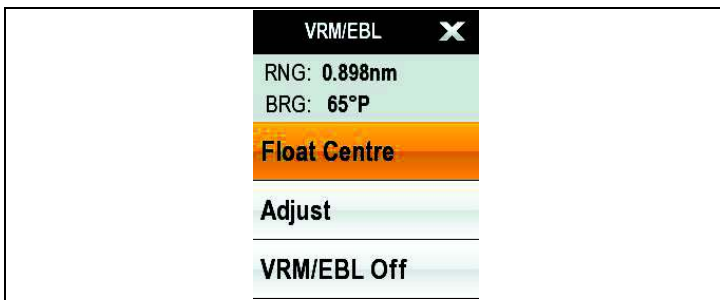 VRM/EBL
RNG: 0.898nm
BRG: 65°P
Float Centre
Adjust
VRM/EBL Off